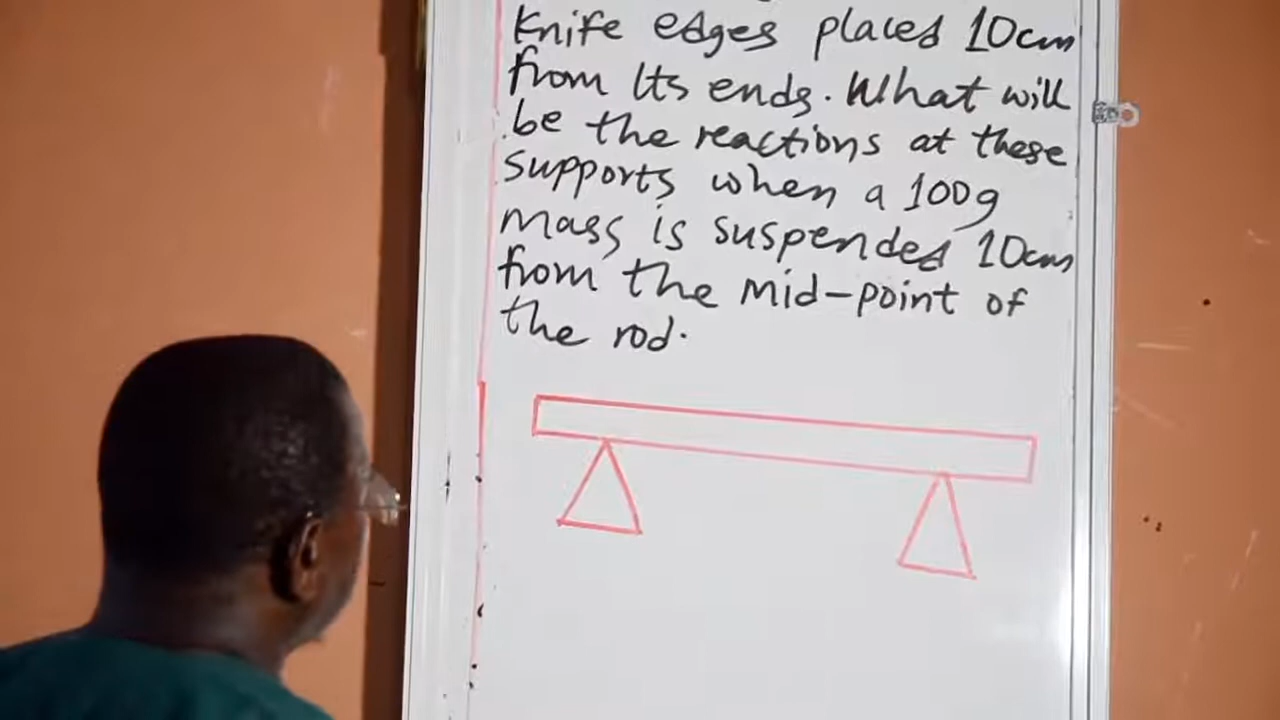 Knife edges placed 10cm
from Its ends. What will
be the reactions at these
supports when a 100g
mass is suspended 10cm
from the mid-point of
the rod.